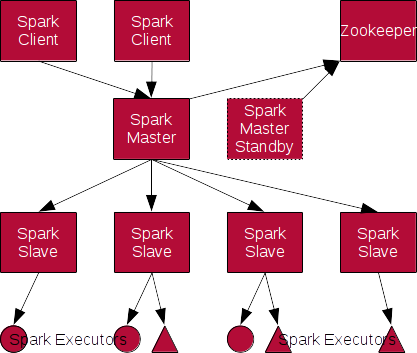 Spark
Client
Spark
Client
Zookeeper
Spark
Master
Spark
Master
Standby
Spark
Slave
Spark
Slave
Spark
Slave
Spark
Slave
Spark Executors
Spark Executors